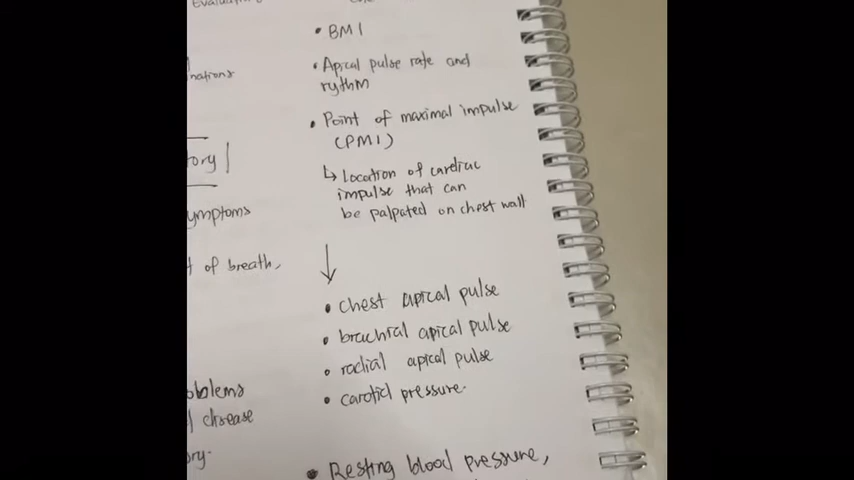 Evaluating
• BMI
• Apical pulse rate and
rythm
nations
• Point of maximal impulse
(PMI)
ory
↳ Location of cardiac
impulse that can
be palpated on chest wall
ymptoms
t of breath,
↓
• chest apical pulse
• brachial apical pulse
• radial apical pulse
• carotid pressure.
oblems
l disease
ory.
• Resting blood pressure,